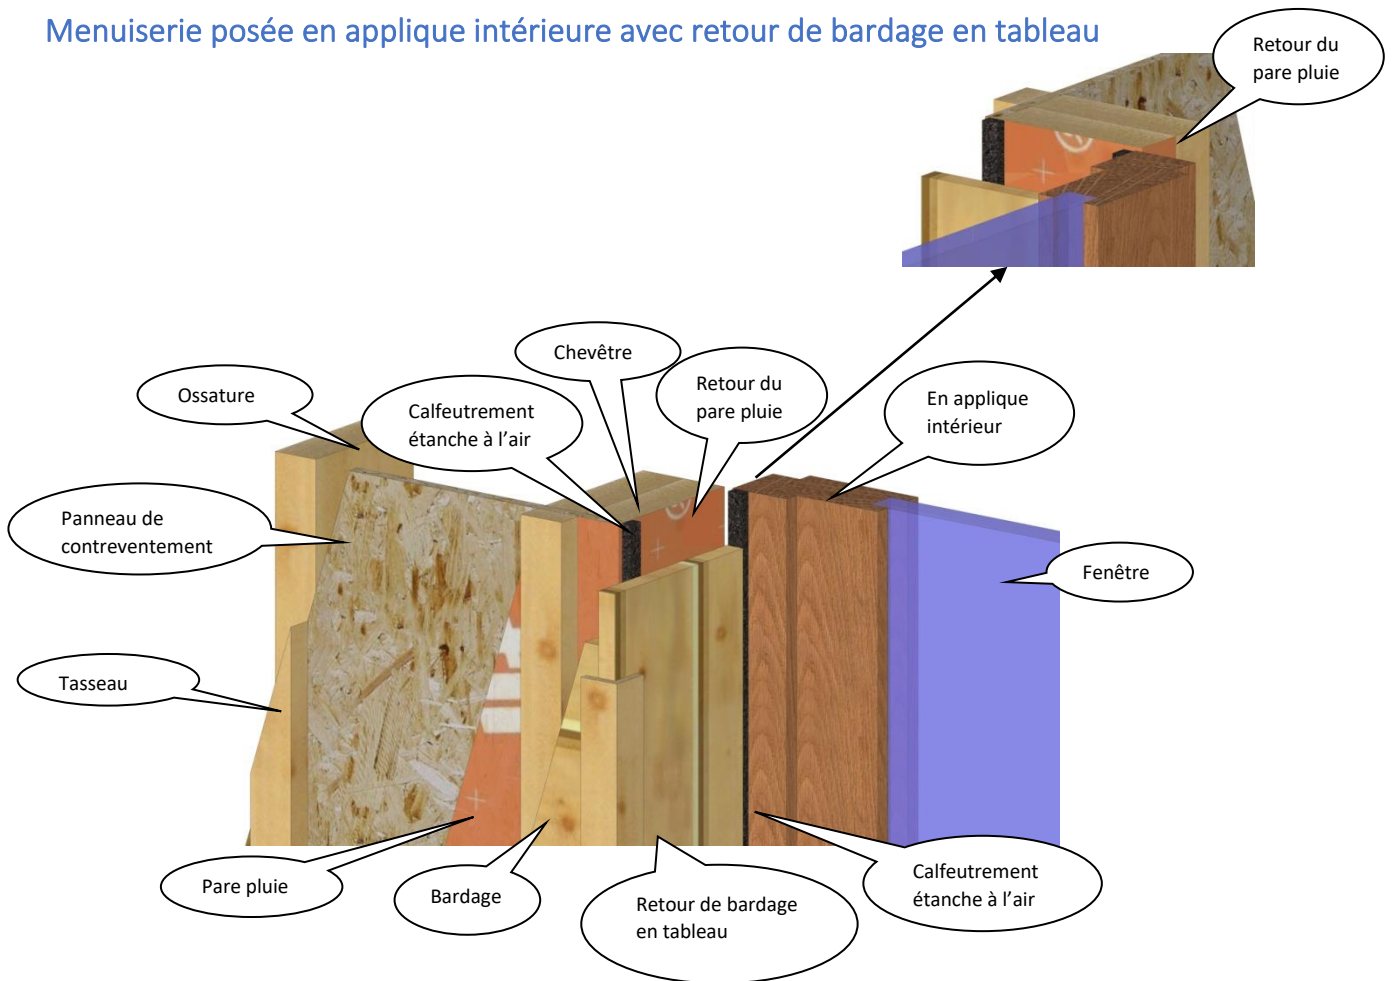 Menuiserie posée en applique intérieure avec retour de bardage en tableau
Retour du
pare pluie
Chevêtre
Ossature
Retour du
pare pluie
Calfeutrement
étanche à l'air
En applique
intérieur
Panneau de
contreventement
Fenêtre
Tasseau
Pare pluie
Bardage
Retour de bardage
en tableau
Calfeutrement
étanche à l'air